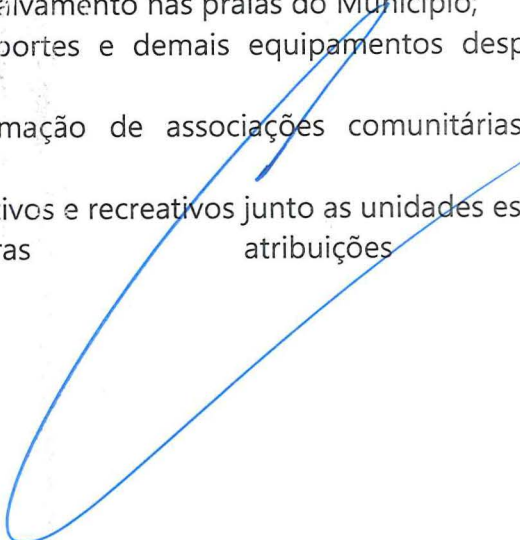 alvamento nas praias do Município;
portes e demais equipamentos desp
mação de associações comunitárias
ivos e recreativos junto as unidades es
ras atribuições